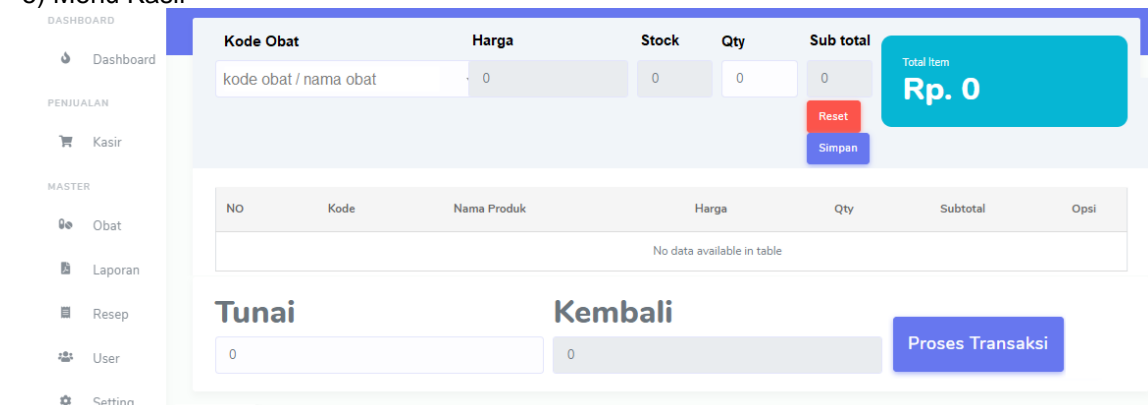 DASHBOARD
Dashboard
PENJUALAN
Kasir
MASTER
Obat
Laporan
Resep
User
Setting
Kode Obat Harga Stock Qty Sub total
kode obat / nama obat 0 0 0 0
Reset
Simpan
Total Item
Rp. 0
NO Kode Nama Produk Harga Qty Subtotal Opsi
No data available in table
Tunai Kembali
0 0
Proses Transaksi